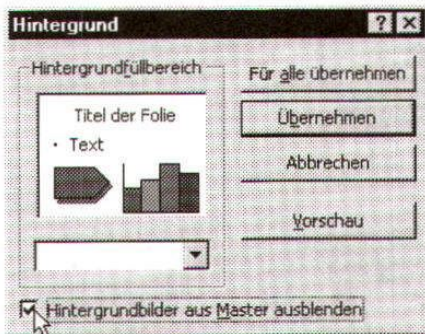 Hintergrund
Hintergrundfüllbereich
Titel der Folie
• Text
Für alle übernehmen
Übernehmen
Abbrechen
Vorschau
Hintergrundbilder aus Master ausblenden